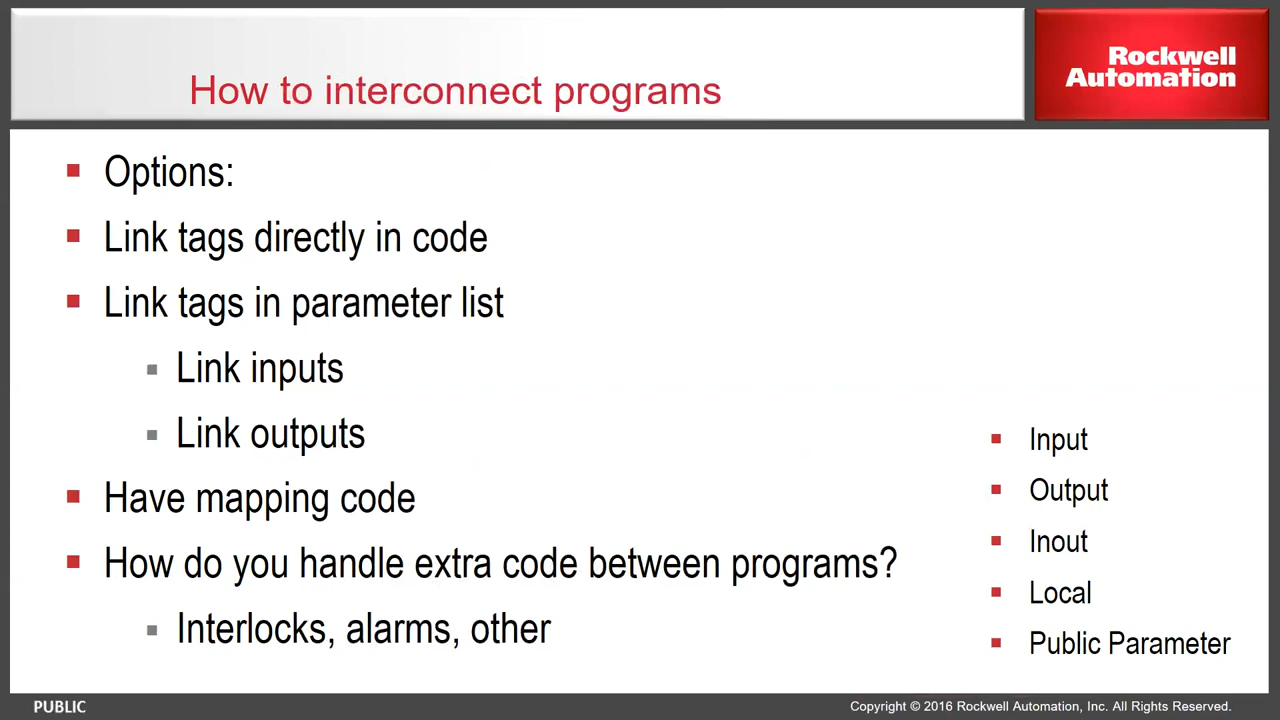 How to interconnect programs
Rockwell
Automation
Options:
Link tags directly in code
Link tags in parameter list
Link inputs
Link outputs
Have mapping code
How do you handle extra code between programs?
Interlocks, alarms, other
Input
Output
Inout
Local
Public Parameter
PUBLIC
Copyright © 2016 Rockwell Automation, Inc. All Rights Reserved.